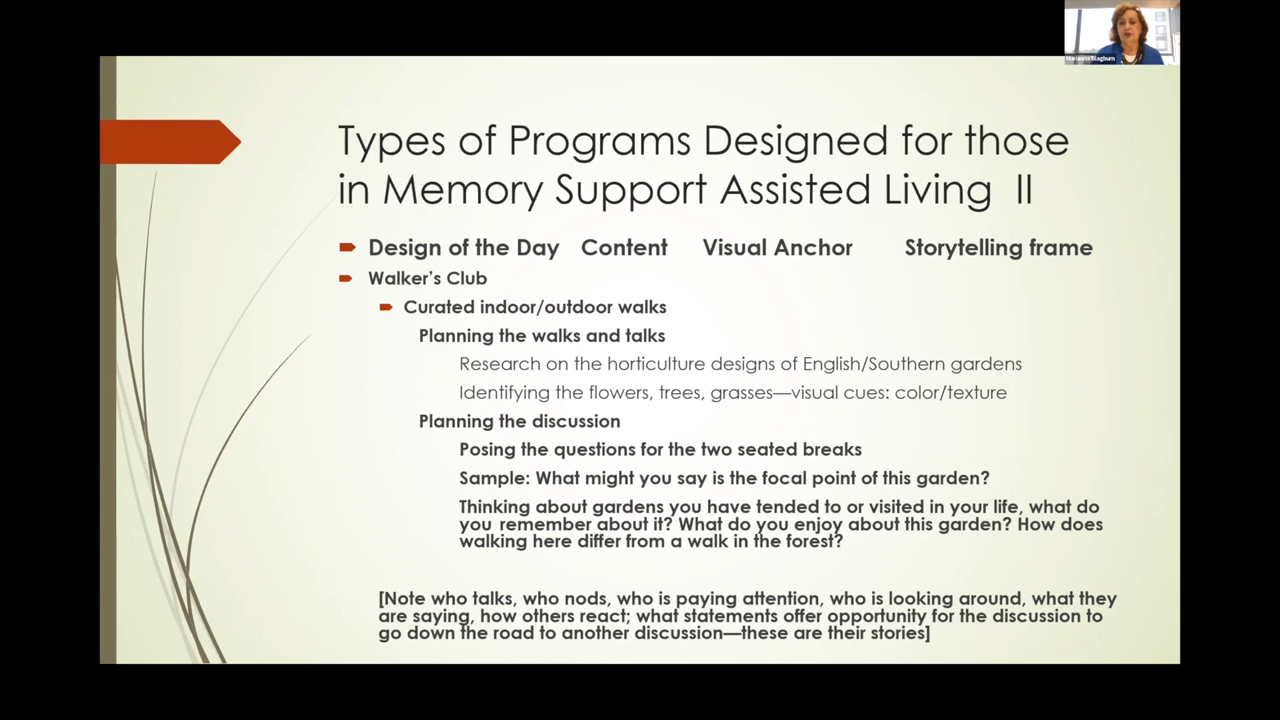 Marianna Blagburn
Types of Programs Designed for those
in Memory Support Assisted Living II
Design of the Day Content Visual Anchor Storytelling frame
Walker's Club
Curated indoor/outdoor walks
Planning the walks and talks
Research on the horticulture designs of English/Southern gardens
Identifying the flowers, trees, grasses—visual cues: color/texture
Planning the discussion
Posing the questions for the two seated breaks
Sample: What might you say is the focal point of this garden?
Thinking about gardens you have tended to or visited in your life, what do
you remember about it? What do you enjoy about this garden? How does
walking here differ from a walk in the forest?
[Note who talks, who nods, who is paying attention, who is looking around, what they
are saying, how others react; what statements offer opportunity for the discussion to
go down the road to another discussion—these are their stories]